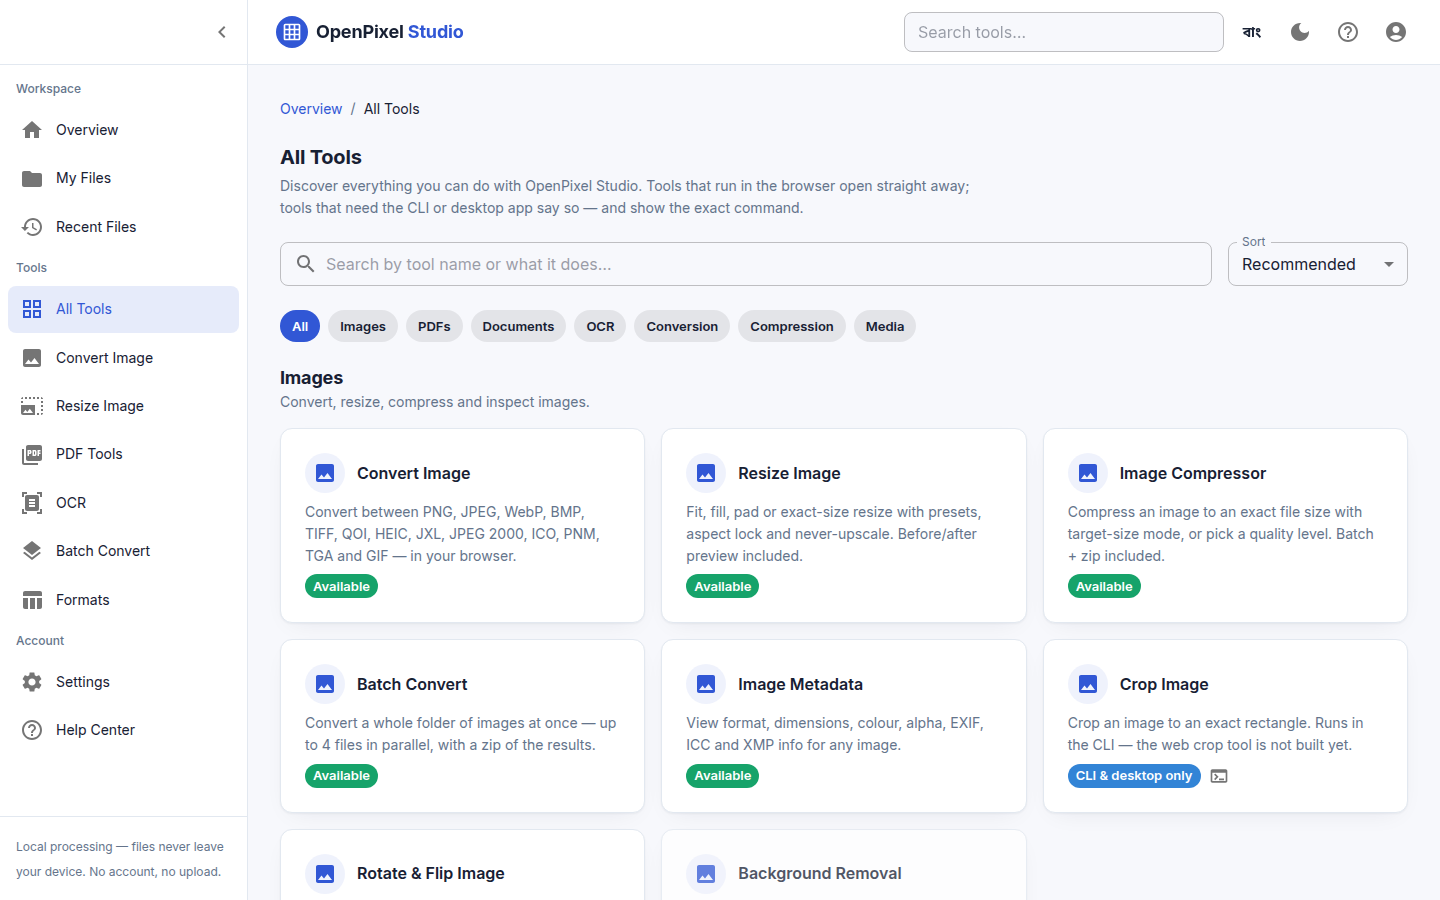 OpenPixel Studio
Search tools...
বাং
Workspace
Overview
My Files
Recent Files
Tools
All Tools
Convert Image
Resize Image
PDF Tools
OCR
Batch Convert
Formats
Account
Settings
Help Center
Local processing — files never leave
your device. No account, no upload.
Overview / All Tools
All Tools
Discover everything you can do with OpenPixel Studio. Tools that run in the browser open straight away;
tools that need the CLI or desktop app say so — and show the exact command.
Search by tool name or what it does...
Sort
Recommended
All Images PDFs Documents OCR Conversion Compression Media
Images
Convert, resize, compress and inspect images.
Convert Image
Convert between PNG, JPEG, WebP, BMP,
TIFF, QOI, HEIC, JXL, JPEG 2000, ICO, PNM,
TGA and GIF — in your browser.
Available
Resize Image
Fit, fill, pad or exact-size resize with presets,
aspect lock and never-upscale. Before/after
preview included.
Available
Image Compressor
Compress an image to an exact file size with
target-size mode, or pick a quality level. Batch
+ zip included.
Available
Batch Convert
Convert a whole folder of images at once — up
to 4 files in parallel, with a zip of the results.
Available
Image Metadata
View format, dimensions, colour, alpha, EXIF,
ICC and XMP info for any image.
Available
Crop Image
Crop an image to an exact rectangle. Runs in
the CLI — the web crop tool is not built yet.
CLI & desktop only
Rotate & Flip Image
Background Removal